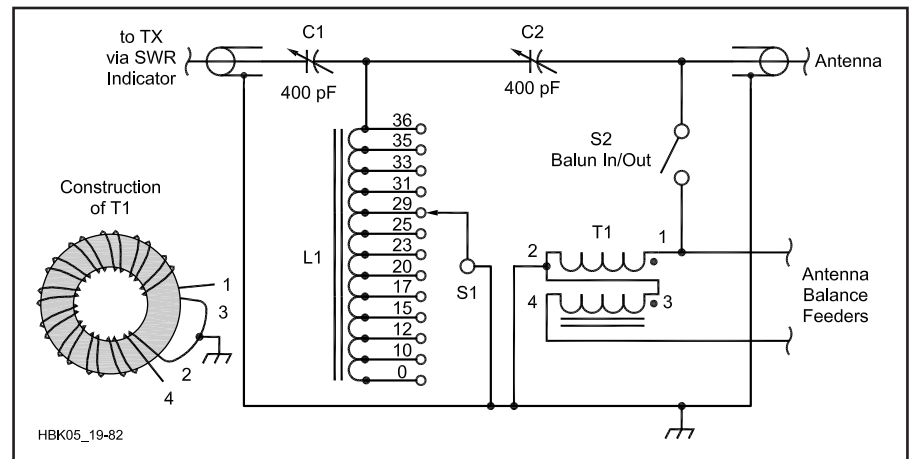 to TX
via SWR
Indicator
C1
400 pF
C2
400 pF
Antenna
36
35
33
31
29
25
23
20
17
15
12
10
0
L1
S1
S2
Balun In/Out
T1
1
2
3
4
Antenna
Balance
Feeders
Construction
of T1
1
3
2
4
HBK05_19-82